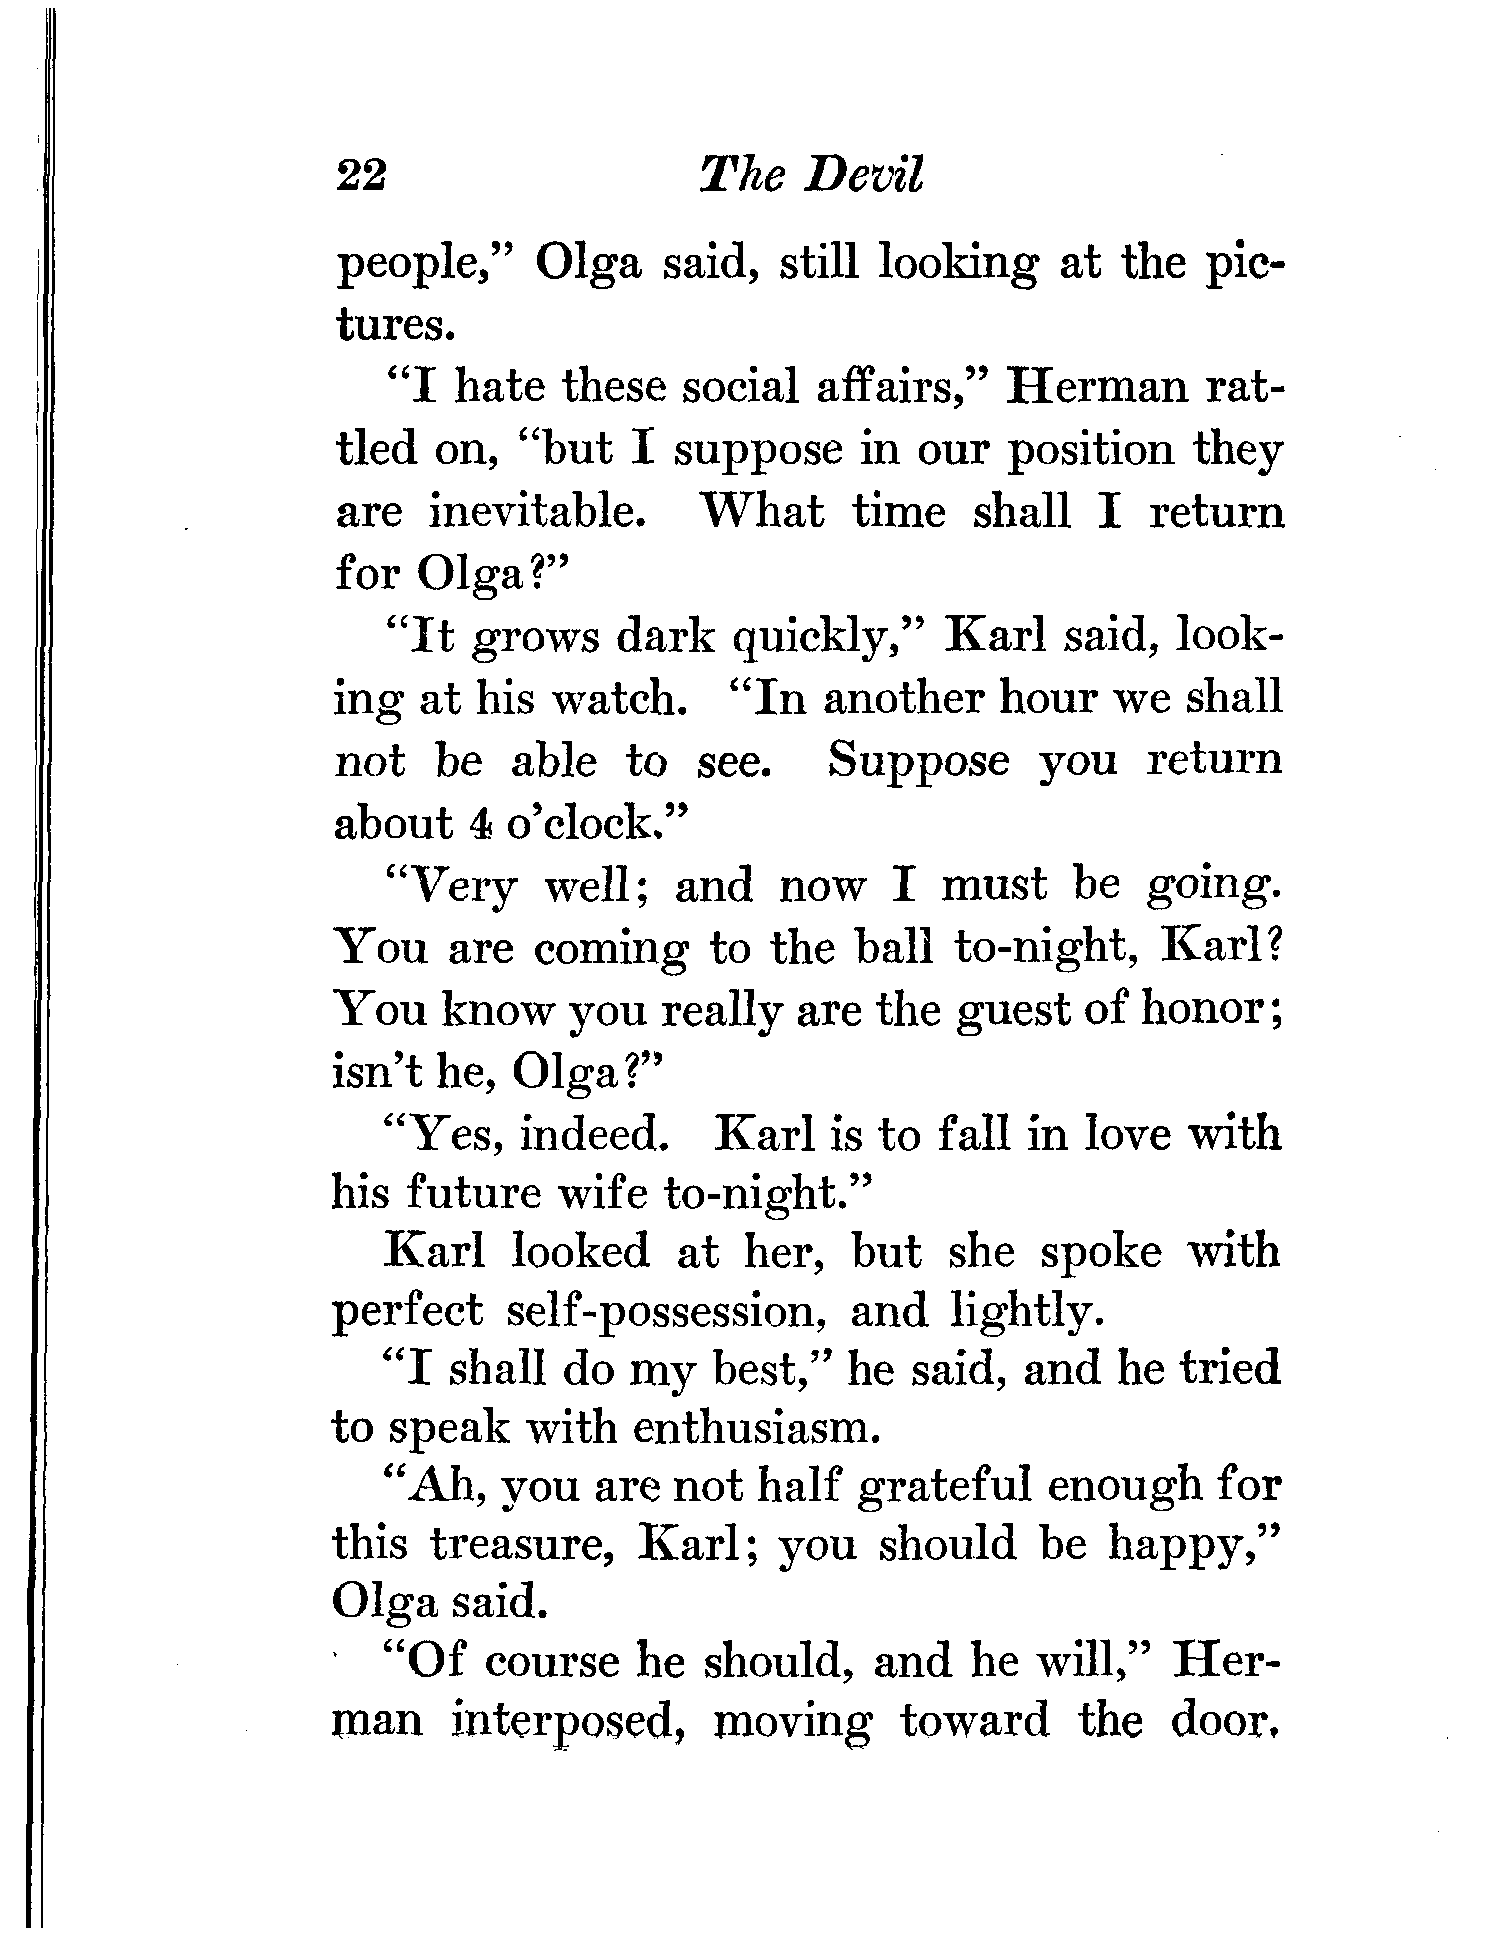 22 The Devil
people,” Olga said, still looking at the pic-
tures.
“I hate these social affairs,” Herman rat-
tled on, “but I suppose in our position they
are inevitable. What time shall I return
for Olga?”
“It grows dark quickly,” Karl said, look-
ing at his watch. “In another hour we shall
not be able to see. Suppose you return
about 4 o’clock.”
“Very well; and now I must be going.
You are coming to the ball to-night, Karl?
You know you really are the guest of honor;
isn’t he, Olga?”
“Yes, indeed. Karl is to fall in love with
his future wife to-night.”
Karl looked at her, but she spoke with
perfect self-possession, and lightly.
“I shall do my best,” he said, and he tried
to speak with enthusiasm.
“Ah, you are not half grateful enough for
this treasure, Karl; you should be happy,”
Olga said.
“Of course he should, and he will,” Her-
man interposed, moving toward the door.